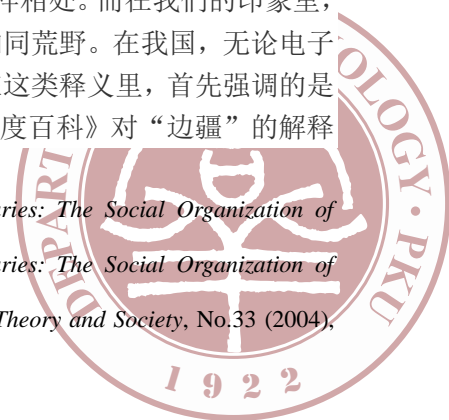 样相处。而在我们的印象里，
同荒野。在我国，无论电子
这类释义里，首先强调的是
度百科》对“边疆”的解释
ries: The Social Organization of
ries: The Social Organization of
Theory and Society, No.33 (2004),
OLOGY · PKU
DEPART
1922